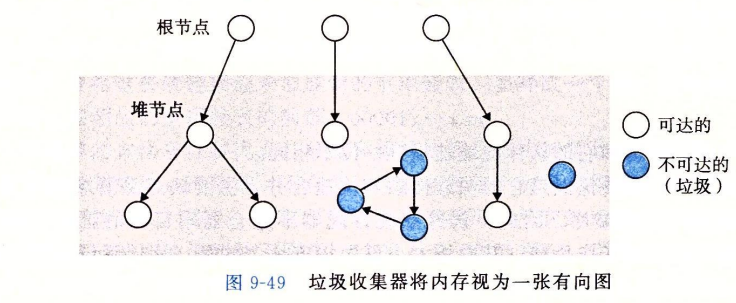 根节点
堆节点
可达的
不可达的
（垃圾）
图 9-49 垃圾收集器将内存视为一张有向图